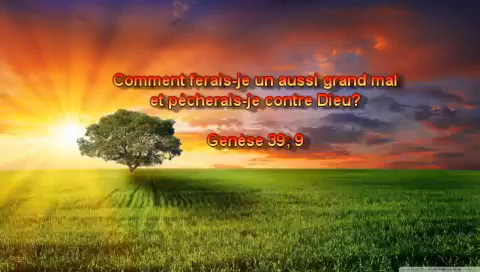 Comment ferais-je un aussi grand mal
et pècherais-je contre Dieu?
Genèse 39; 9